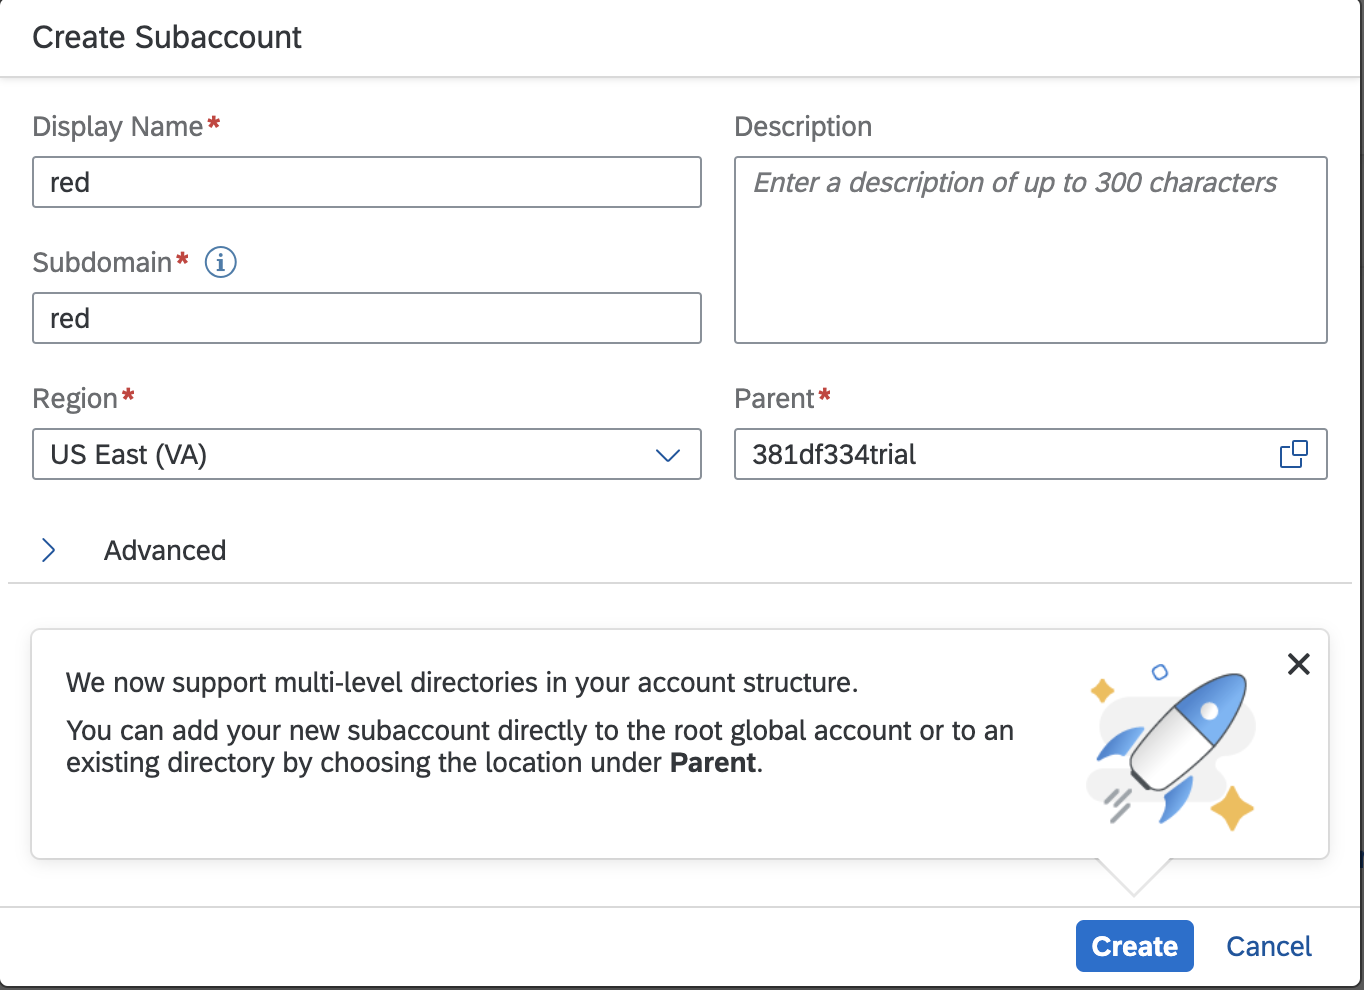 Create Subaccount
Display Name*
red
Subdomain*
red
Region*
US East (VA)
Description
Enter a description of up to 300 characters
Parent*
381df334trial
Advanced
We now support multi-level directories in your account structure.
You can add your new subaccount directly to the root global account or to an
existing directory by choosing the location under Parent.
Create
Cancel